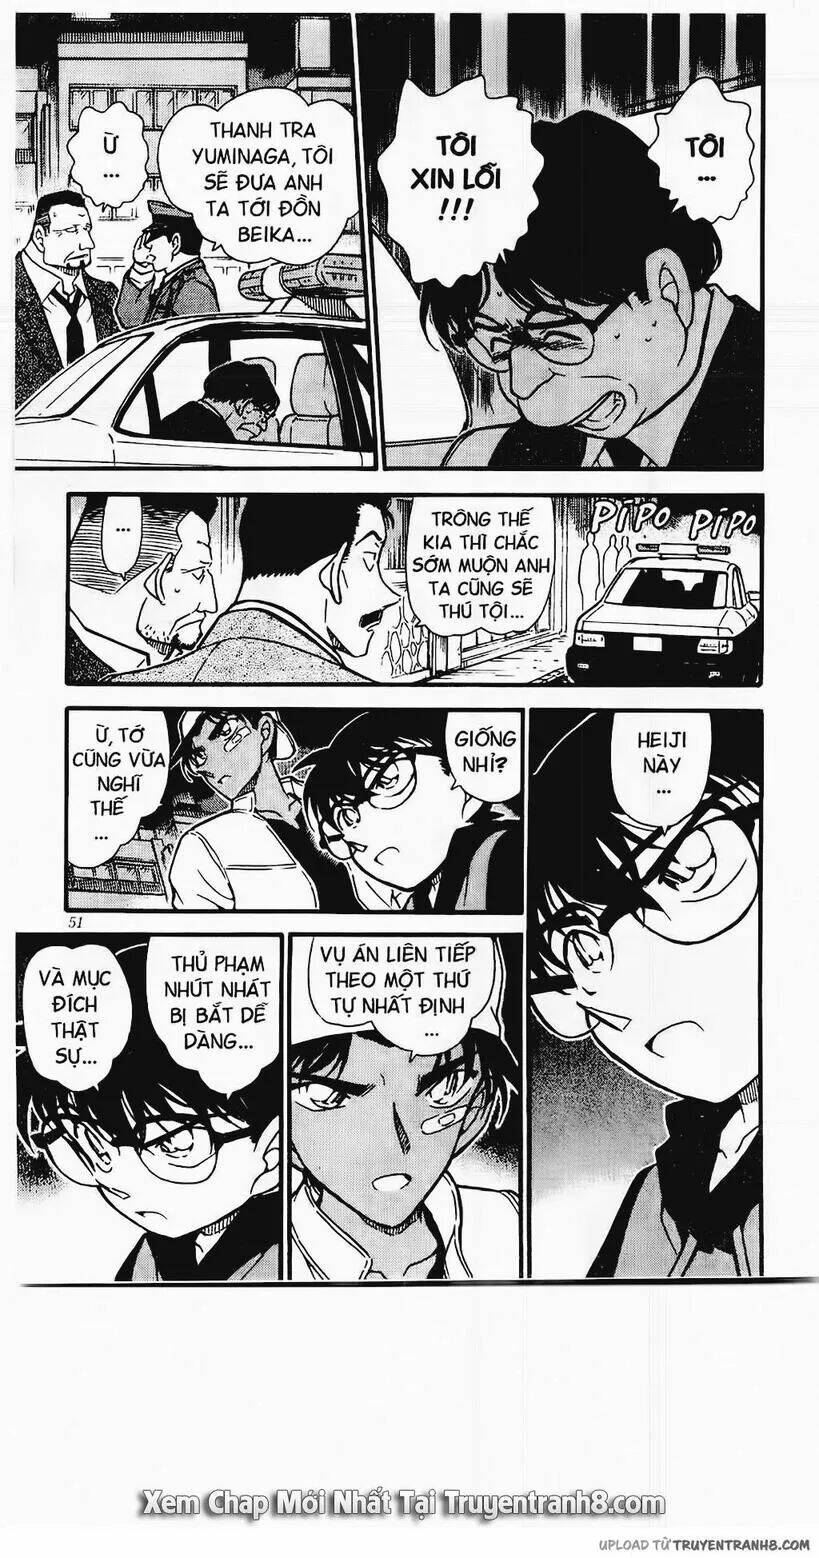 TÔI
...
TÔI
XIN LỖI
!!!
THANH TRA
YUMINAGA, TÔI
SẼ ĐƯA ANH
TA TỚI ĐỒN
BEIKA...
Ừ
...
PÍPO PÍPO
TRÔNG THẾ
KIA THÌ CHẮC
SỚM MUỘN ANH
TA CŨNG SẼ
THÚ TỘI...
...
HEIJI
NÀY
...
GIỐNG
NHỈ?
Ừ, TỚ
CŨNG VỪA
NGHĨ
THẾ
...
51
VỤ ÁN LIÊN TIẾP
THEO MỘT THỨ
TỰ NHẤT ĐỊNH
...
THỦ PHẠM
NHÚT NHÁT
BỊ BẮT DỄ
DÀNG...
VÀ MỤC
ĐÍCH
THẬT
SỰ...
Xem Chap Mới Nhất Tại Truyentranh8.com
UPLOAD TỪ TRUYENTRANH8.COM